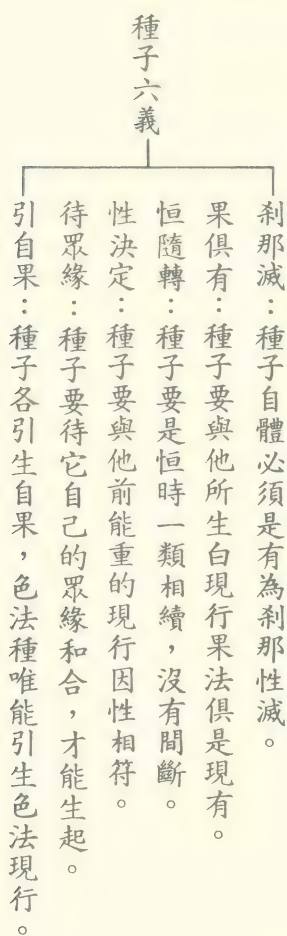 種子六義
剎那滅：種子自體必須是有為剎那性滅。
果俱有：種子要與他所生白現行果法俱是現有。
恒隨轉：種子要是恒時一類相續，沒有間斷。
性決定：種子要與他前能重的現行因性相符。
待眾緣：種子要待它自己的眾緣和合，才能生起。
引自果：種子各引生自果，色法種唯能引生色法現行。